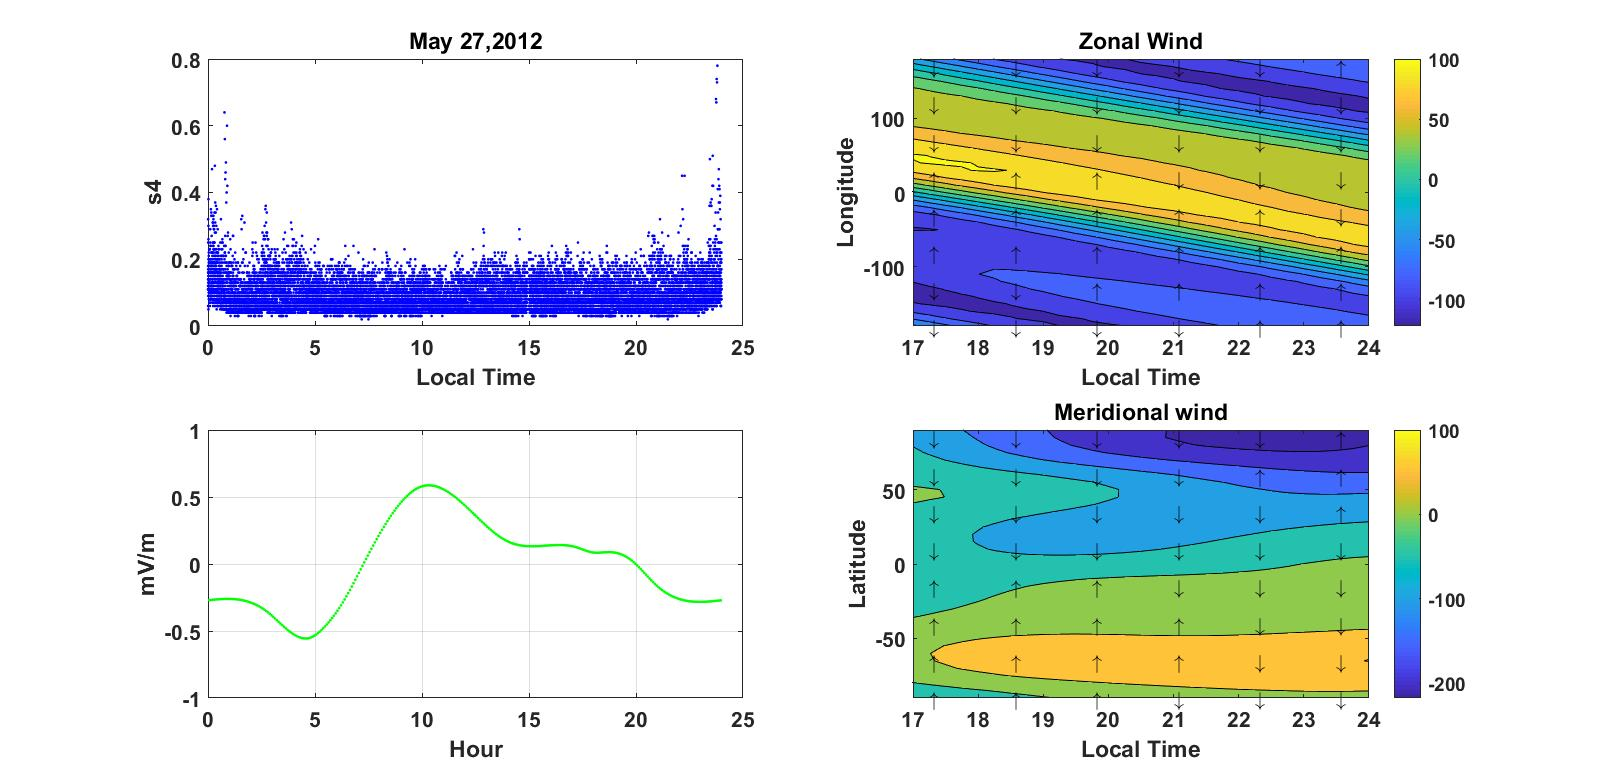 May 27,2012
0.8
0.6
0.4
0.2
0
s4
0 5 10 15 20 25
Local Time
Zonal Wind
100
0
-100
Longitude
17 18 19 20 21 22 23 24
Local Time
100
50
0
-50
-100
1
0.5
0
-0.5
-1
mV/m
0 5 10 15 20 25
Hour
Meridional wind
50
0
-50
Latitude
17 18 19 20 21 22 23 24
Local Time
100
0
-100
-200